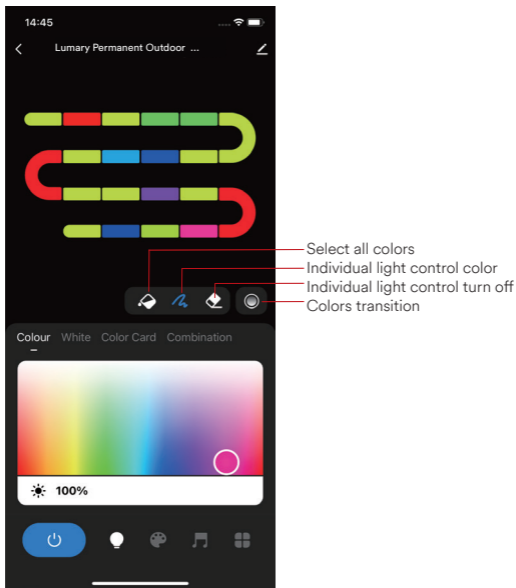 14:45
Lumary Permanent Outdoor ...
Select all colors
Individual light control color
Individual light control turn off
Colors transition
Colour White Color Card Combination
100%